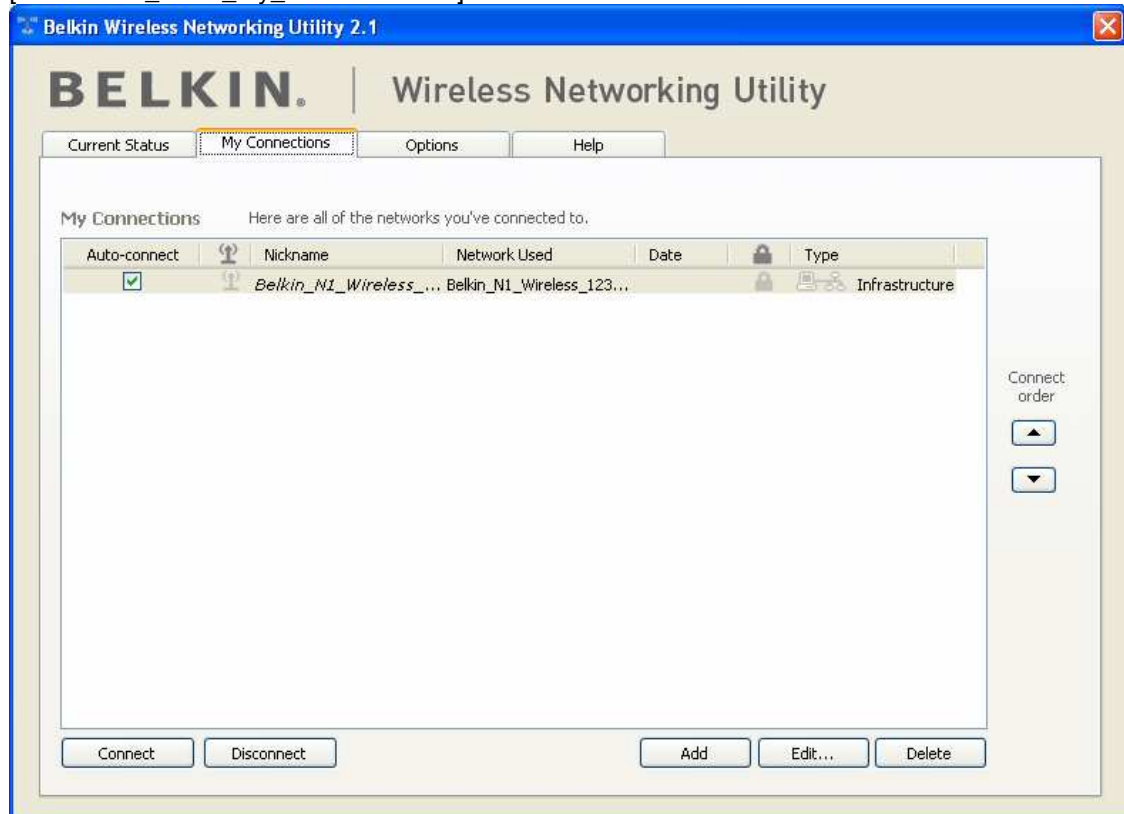 Belkin Wireless Networking Utility 2.1
BELKIN. | Wireless Networking Utility
Current Status My Connections Options Help
My Connections Here are all of the networks you've connected to.
Auto-connect Nickname Network Used Date Type
Belkin_N1_Wireless_... Belkin_N1_Wireless_123... Infrastructure
Connect
order
Connect Disconnect Add Edit... Delete